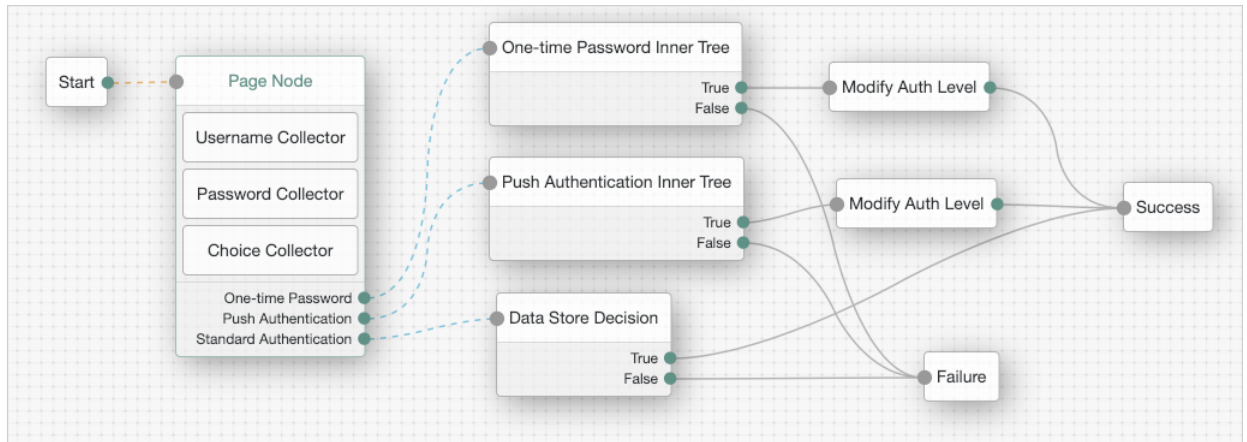 Start
Page Node
Username Collector
Password Collector
Choice Collector
One-time Password
Push Authentication
Standard Authentication
One-time Password Inner Tree
True
False
Push Authentication Inner Tree
True
False
Data Store Decision
True
False
Modify Auth Level
Modify Auth Level
Success
Failure